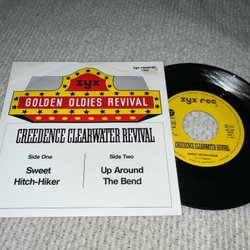 zyx records
zyx
GOLDEN OLDIES REVIVAL
CREEDENCE CLEARWATER REVIVAL
Side One
Sweet
Hitch-Hiker
Side Two
Up Around
The Bend
zyx rec
CREEDENCE CLEARWATER REVIVAL
SWEET HITCH-HIKER